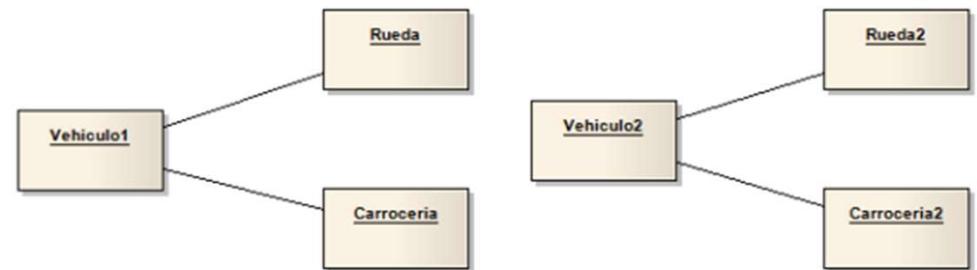 Rueda
Vehiculo1
Carroceria
Rueda2
Vehiculo2
Carroceria2